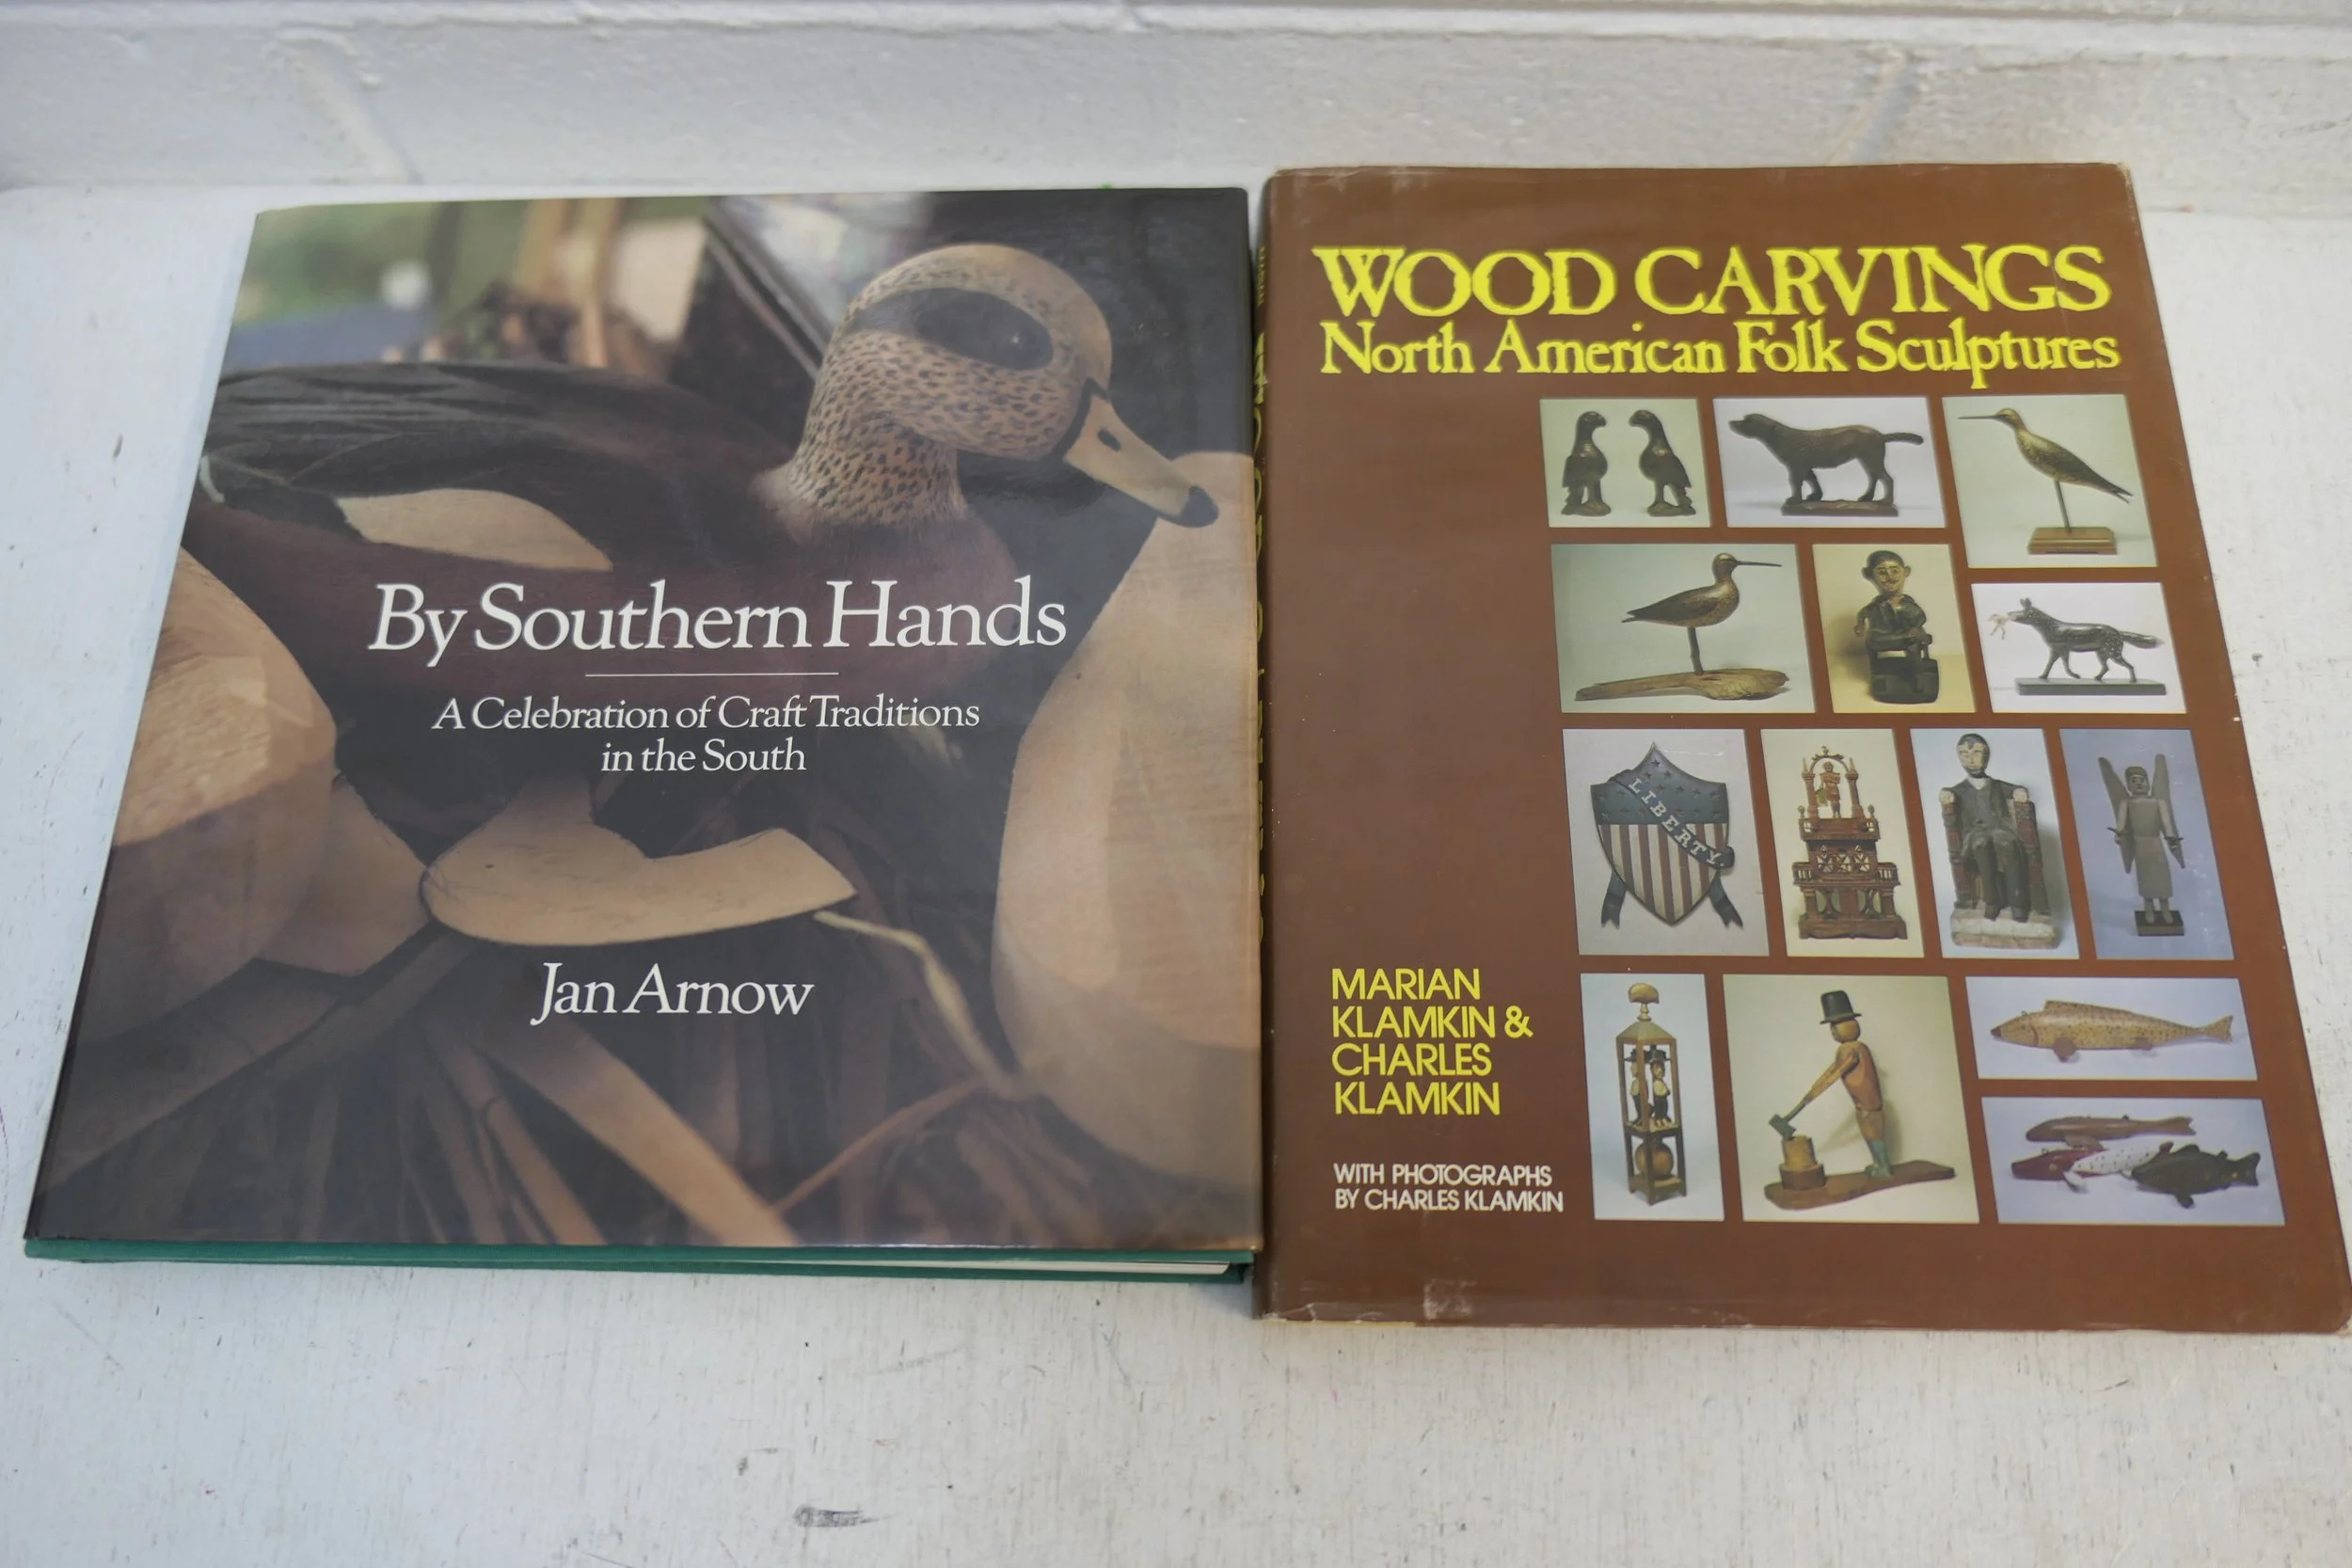 By Southern Hands
A Celebration of Craft Traditions
in the South
Jan Arnow
WOOD CARVINGS
North American Folk Sculptures
LIBERTY
MARIAN
KLAMKIN &
CHARLES
KLAMKIN
WITH PHOTOGRAPHS
BY CHARLES KLAMKIN